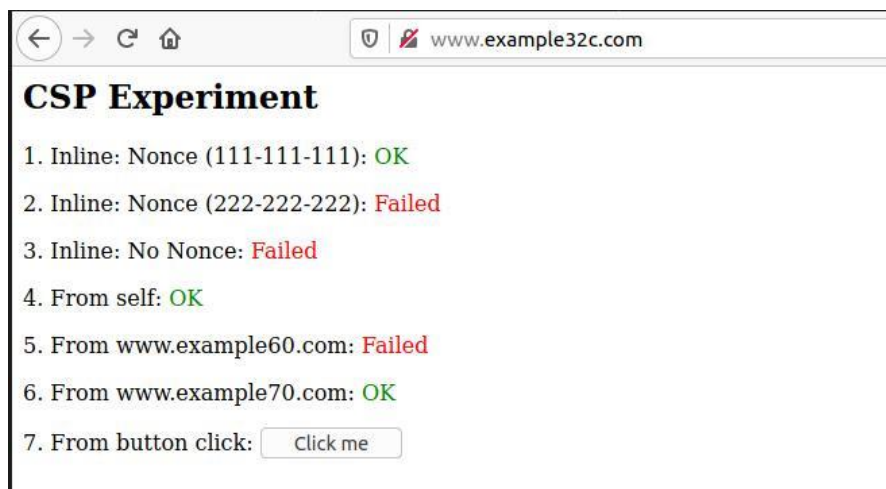 www.example32c.com
CSP Experiment
1. Inline: Nonce (111-111-111): OK
2. Inline: Nonce (222-222-222): Failed
3. Inline: No Nonce: Failed
4. From self: OK
5. From www.example60.com: Failed
6. From www.example70.com: OK
7. From button click: Click me